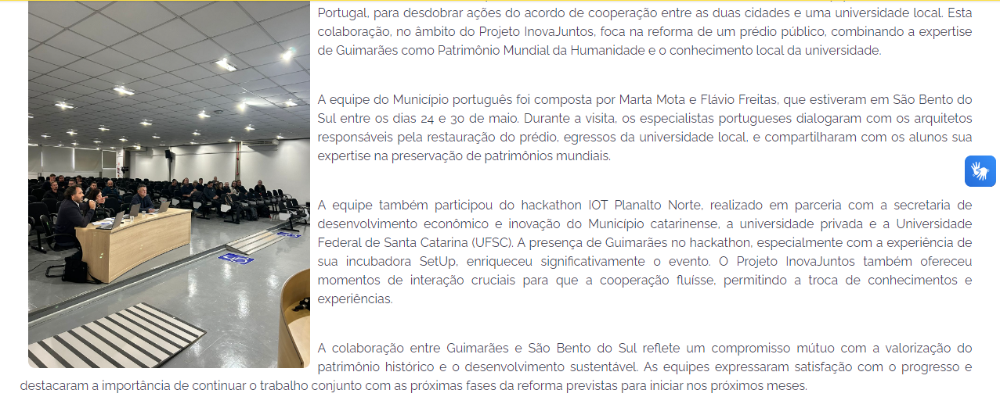 Portugal, para desdobrar ações do acordo de cooperação entre as duas cidades e uma universidade local. Esta
colaboração, no âmbito do Projeto InovaJuntos, foca na reforma de um prédio público, combinando a expertise
de Guimarães como Patrimônio Mundial da Humanidade e o conhecimento local da universidade.
A equipe do Município português foi composta por Marta Mota e Flávio Freitas, que estiveram em São Bento do
Sul entre os dias 24 e 30 de maio. Durante a visita, os especialistas portugueses dialogaram com os arquitetos
responsáveis pela restauração do prédio, egressos da universidade local, e compartilharam com os alunos sua
expertise na preservação de patrimônios mundiais.
A equipe também participou do hackathon IOT Planalto Norte, realizado em parceria com a secretaria de
desenvolvimento econômico e inovação do Município catarinense, a universidade privada e a Universidade
Federal de Santa Catarina (UFSC). A presença de Guimarães no hackathon, especialmente com a experiência de
sua incubadora SetUp, enriqueceu significativamente o evento. O Projeto InovaJuntos também ofereceu
momentos de interação cruciais para que a cooperação fluísse, permitindo a troca de conhecimentos e
experiências.
A colaboração entre Guimarães e São Bento do Sul reflete um compromisso mútuo com a valorização do
patrimônio histórico e o desenvolvimento sustentável. As equipes expressaram satisfação com o progresso e
destacaram a importância de continuar o trabalho conjunto com as próximas fases da reforma previstas para iniciar nos próximos meses.